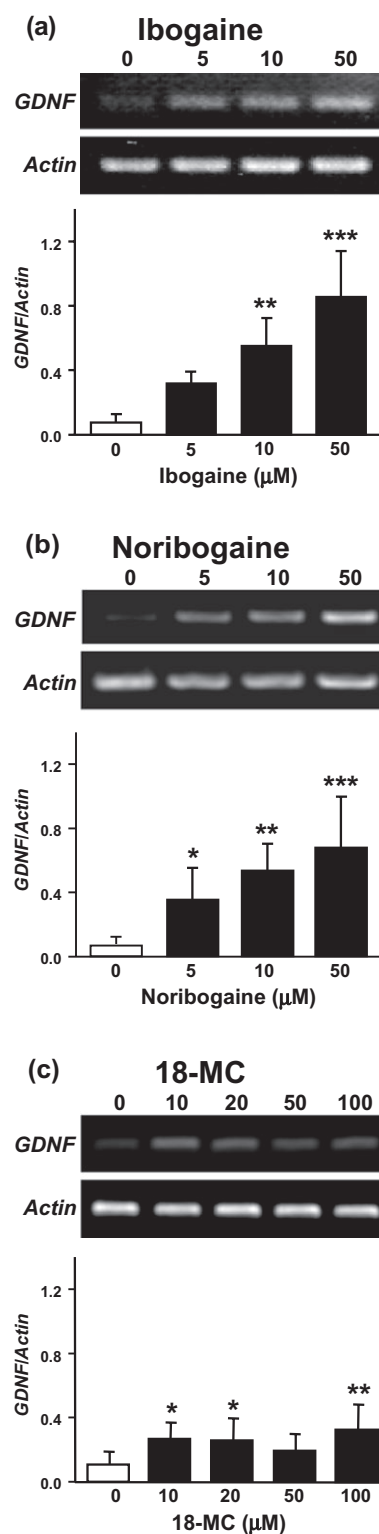 (a) Ibogaine
0 5 10 50
GDNF
Actin
GDNF/Actin
1.2
0.8
0.4
0.0
** ***
0 5 10 50
Ibogaine (μM)
(b) Noribogaine
0 5 10 50
GDNF
Actin
GDNF/Actin
1.2
0.8
0.4
0.0
* ** ***
0 5 10 50
Noribogaine (μM)
(c) 18-MC
0 10 20 50 100
GDNF
Actin
GDNF/Actin
1.2
0.8
0.4
0.0
* * **
0 10 20 50 100
18-MC (μM)